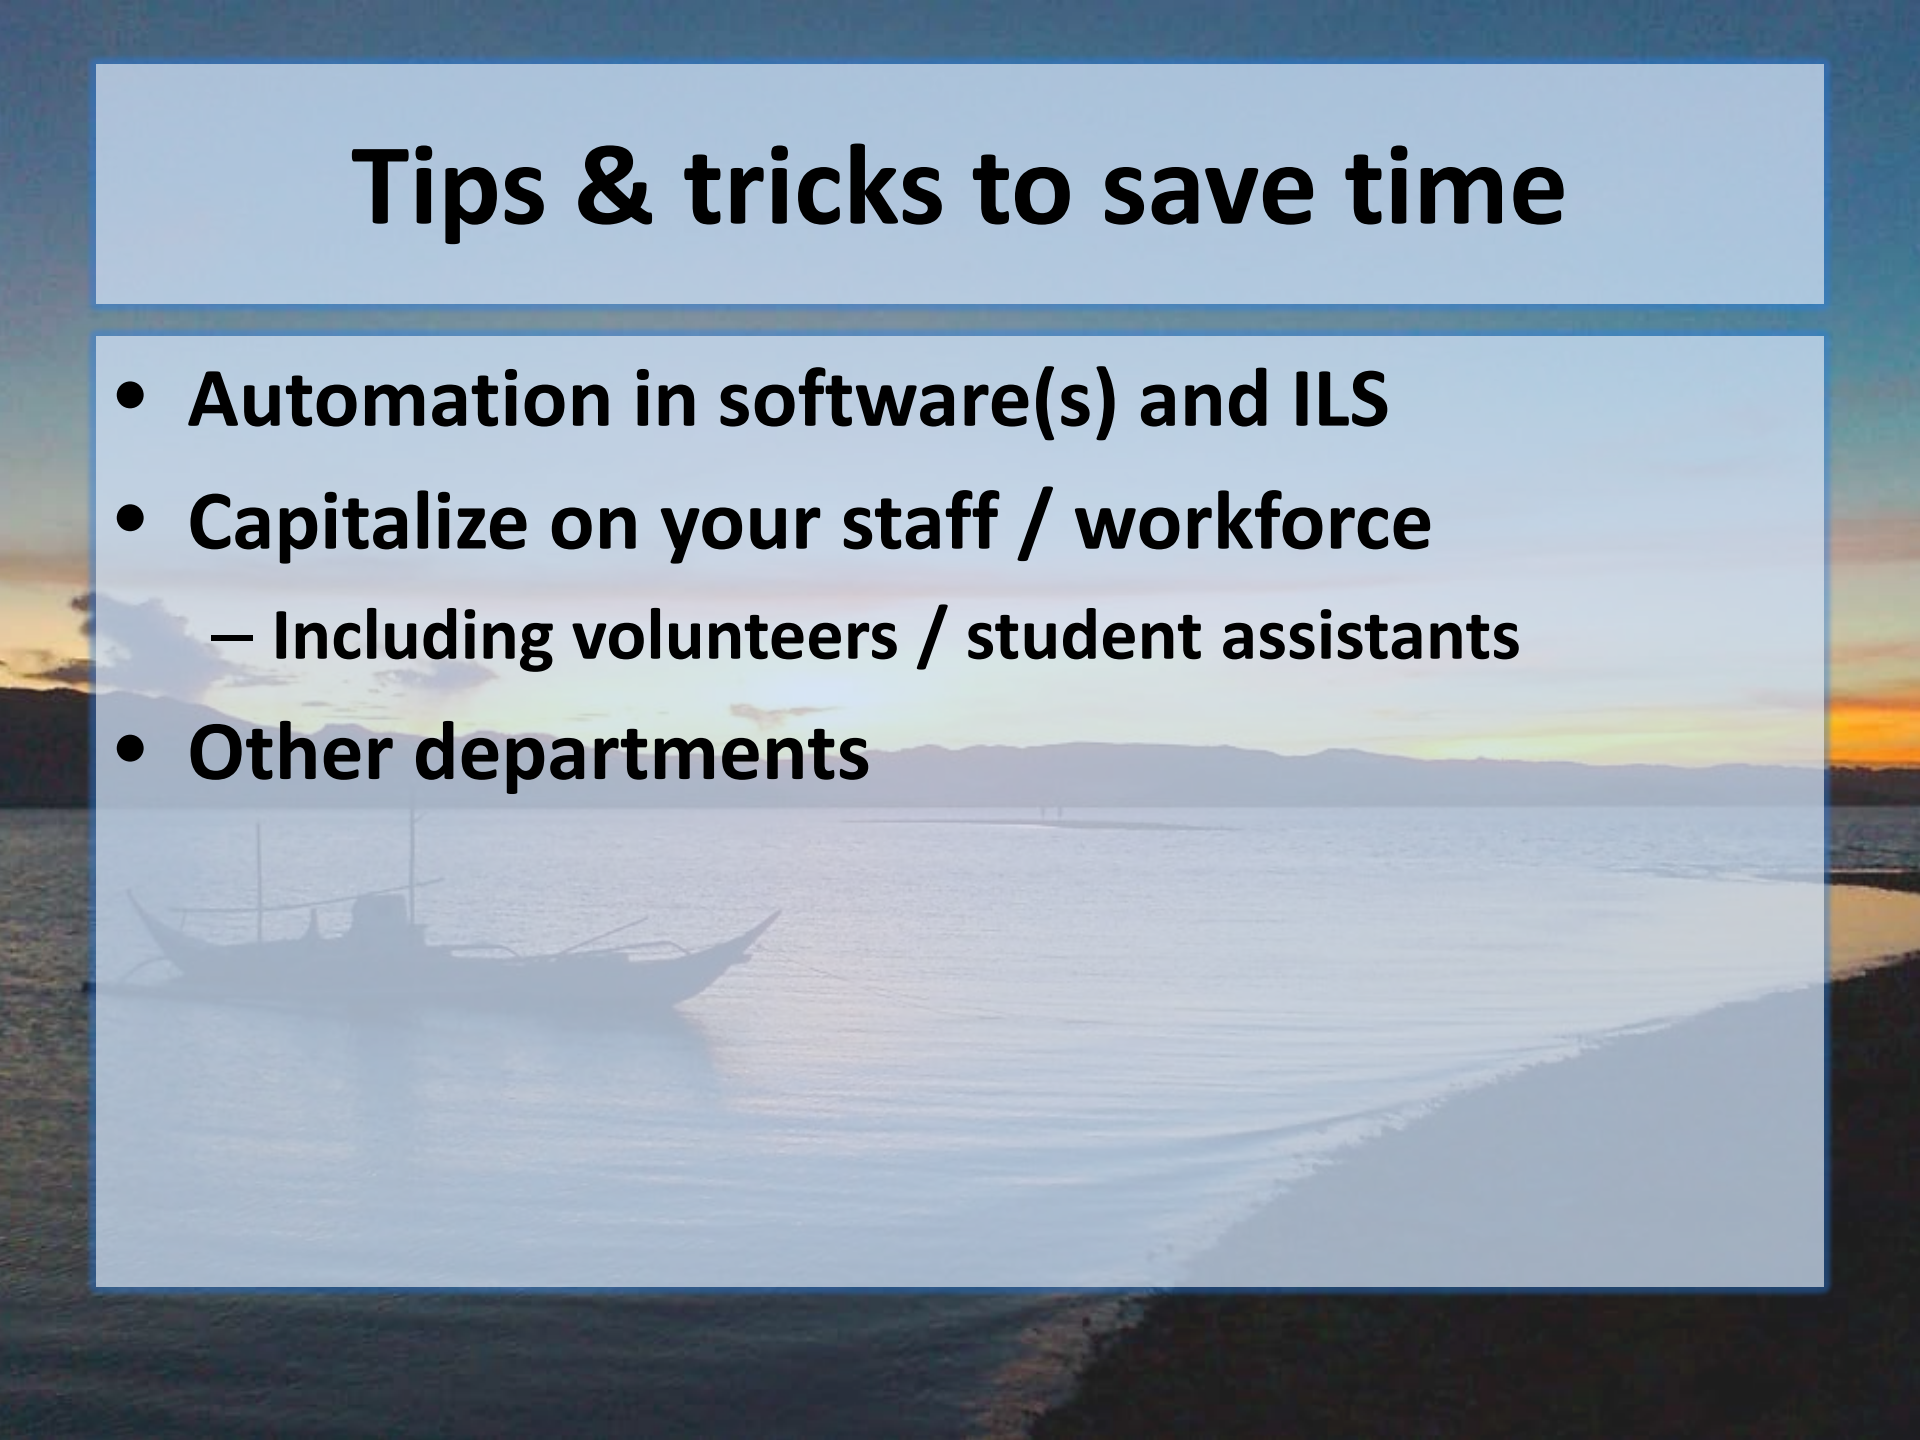 Tips & tricks to save time
• Automation in software(s) and ILS
• Capitalize on your staff / workforce
– Including volunteers / student assistants
• Other departments